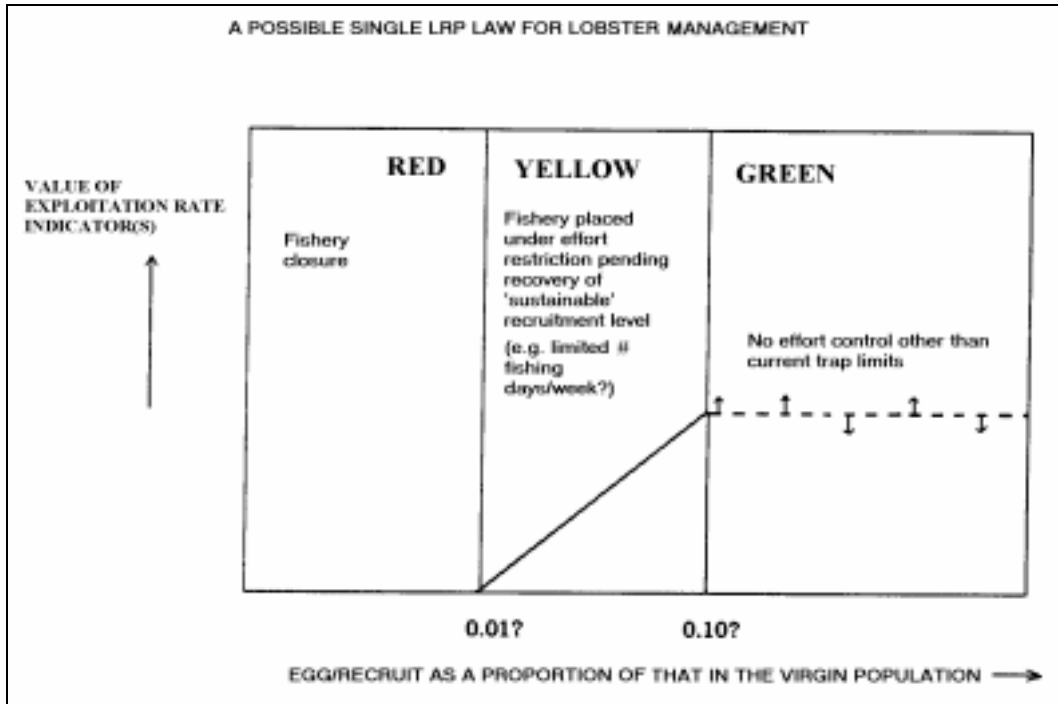 A POSSIBLE SINGLE LRP LAW FOR LOBSTER MANAGEMENT
RED
YELLOW
GREEN
VALUE OF
EXPLOITATION RATE
INDICATOR(S)
Fishery
closure
Fishery placed
under effort
restriction pending
recovery of
'sustainable'
recruitment level
(e.g. limited #
fishing
days/week?)
No effort control other than
current trap limits
0.01?
0.10?
EGG/RECRUIT AS A PROPORTION OF THAT IN THE VIRGIN POPULATION